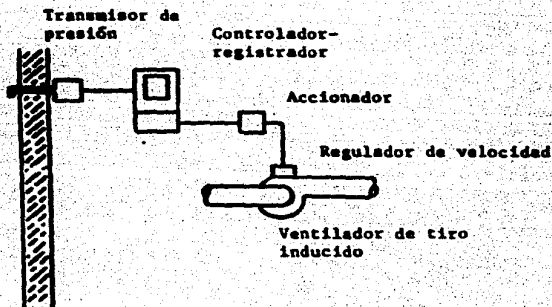 Transmisor de
presión
Controlador-
registrador
Accionador
Regulador de velocidad
Ventilador de tiro
inducido